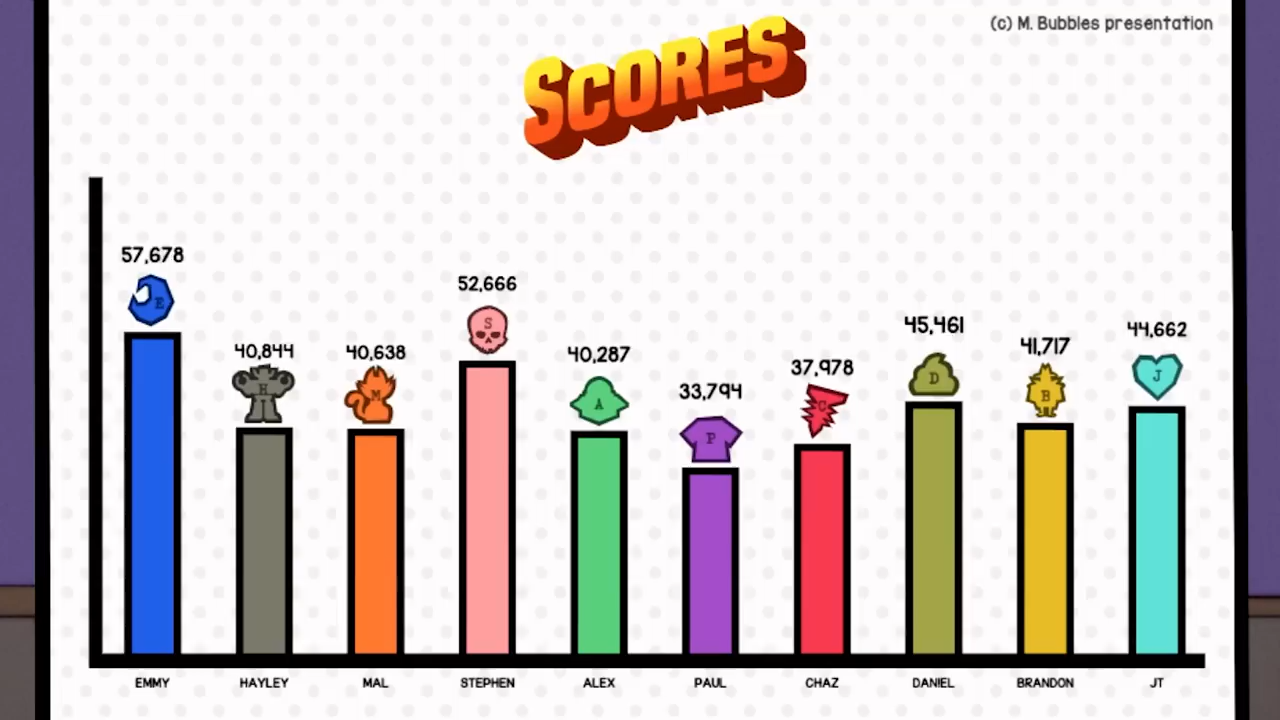 (c) M. Bubbles presentation
SCORES
57,678
40,844
40,638
52,666
40,287
33,794
37,978
45,461
41,717
44,662
E
H
M
S
A
P
C
D
B
J
EMMY HAYLEY MAL STEPHEN ALEX PAUL CHAZ DANIEL BRANDON JT